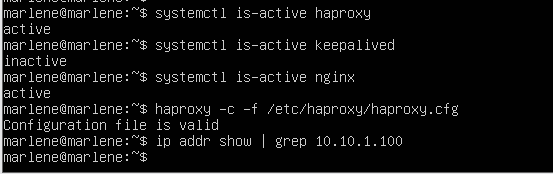 marlene@marlene:~$ systemctl is-active haproxy
active
marlene@marlene:~$ systemctl is-active keepalived
inactive
marlene@marlene:~$ systemctl is-active nginx
active
marlene@marlene:~$ haproxy -c -f /etc/haproxy/haproxy.cfg
Configuration file is valid
marlene@marlene:~$ ip addr show | grep 10.10.1.100
marlene@marlene:~$